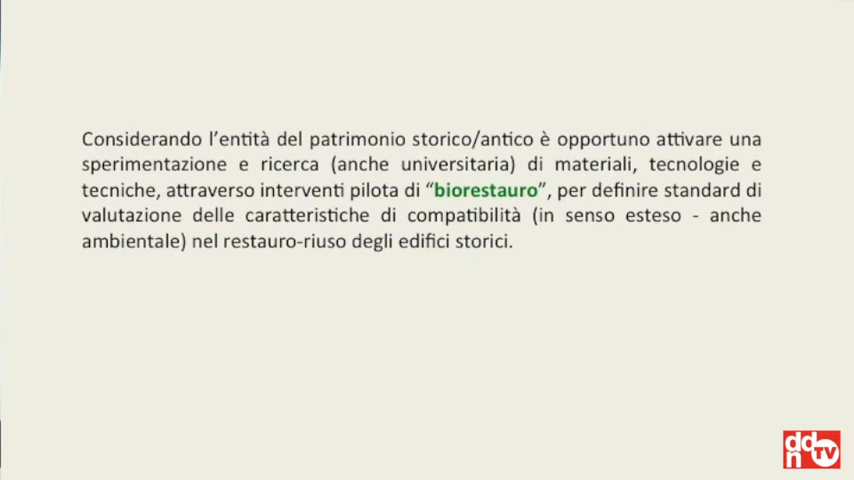 Considerando l’entità del patrimonio storico/antico è opportuno attivare una
sperimentazione e ricerca (anche universitaria) di materiali, tecnologie e
tecniche, attraverso interventi pilota di “biorestauro”, per definire standard di
valutazione delle caratteristiche di compatibilità (in senso esteso - anche
ambientale) nel restauro-riuso degli edifici storici.
ddn TV